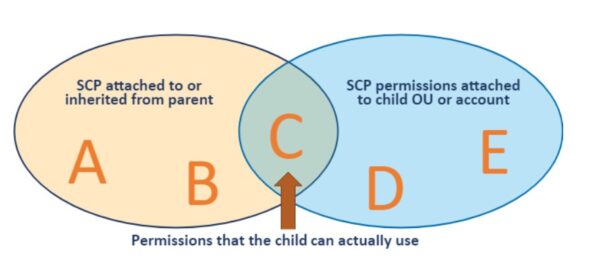 SCP attached to or
inherited from parent
SCP permissions attached
to child OU or account
A
B
C
D
E
Permissions that the child can actually use